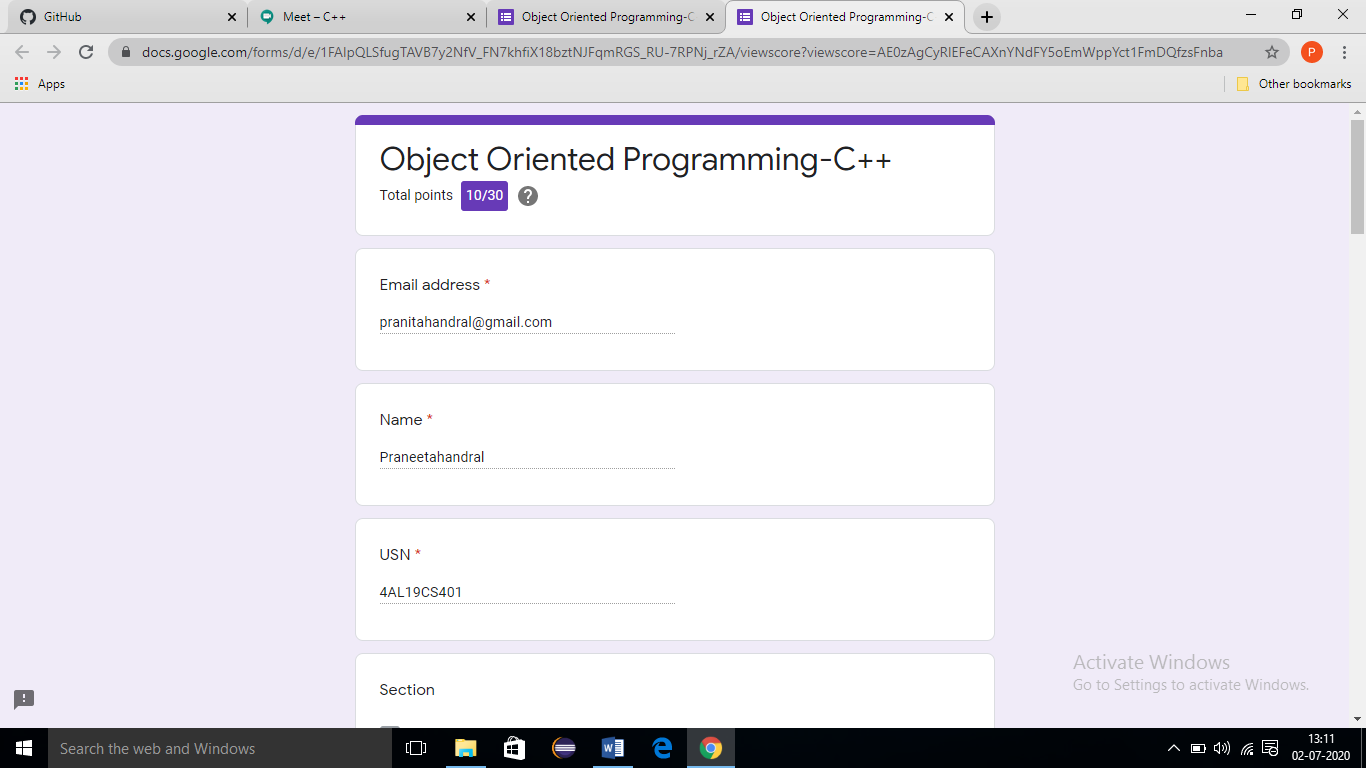 GitHub
Meet – C++
Object Oriented Programming-C
Object Oriented Programming-C
docs.google.com/forms/d/e/1FAIpQLSfugTAVB7y2NfV_FN7khfiX18bztNJFqmRGS_RU-7RPNj_rZA/viewscore?viewscore=AE0zAgCyRIEFeCAXnYNdFY5oEmWppYct1FmDQfzsFnba
P
Apps
Other bookmarks
Object Oriented Programming-C++
Total points 10/30 ?
Email address *
pranitahandral@gmail.com
Name *
Praneetahandral
USN *
4AL19CS401
Section
Activate Windows
Go to Settings to activate Windows.
Search the web and Windows
13:11
02-07-2020